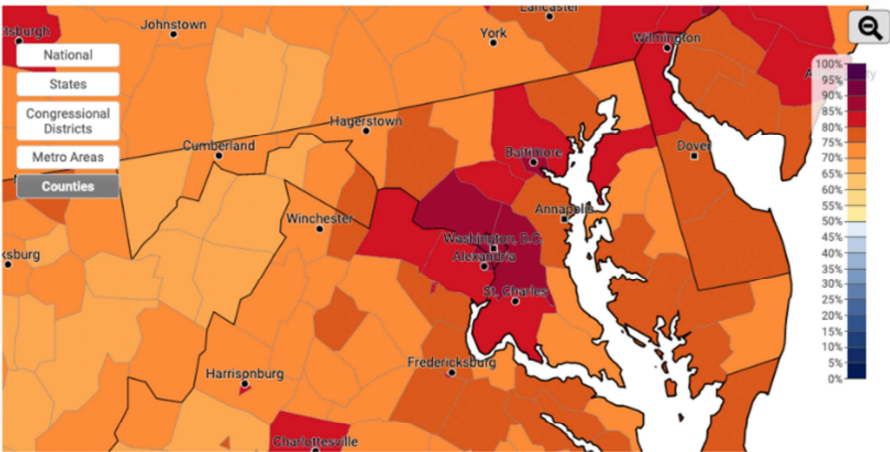 Lancaster
Johnstown
tsburgh
York
Wilmington
National
States
Congressional
Districts
Metro Areas
Counties
Hagerstown
Cumberland
Baltimore
Dover
Winchester
Annapolis
Washington, D.C.
Alexandria
ksburg
St. Charles
Harrisonburg
Fredericksburg
Charlottesville
100%
95%
90%
85%
80%
75%
70%
65%
60%
55%
50%
45%
40%
35%
30%
25%
20%
15%
10%
5%
0%